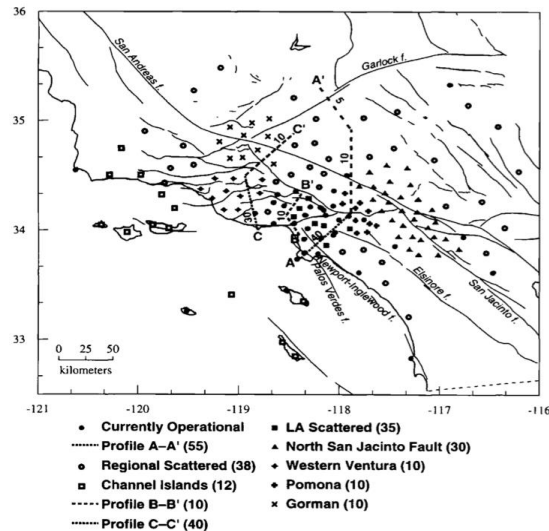 36
35
34
33
San Andreas f.
Garlock f.
A'
5
C'
10
10
B'
30
10
C
B
10
A
Newport-Inglewood f.
Palos Verdes f.
Elsinore f.
San Jacinto f.
0 25 50
kilometers
-121 -120 -119 -118 -117 -116
Currently Operational
Profile A–A' (55)
Regional Scattered (38)
Channel Islands (12)
Profile B–B' (10)
Profile C–C' (40)
LA Scattered (35)
North San Jacinto Fault (30)
Western Ventura (10)
Pomona (10)
Gorman (10)